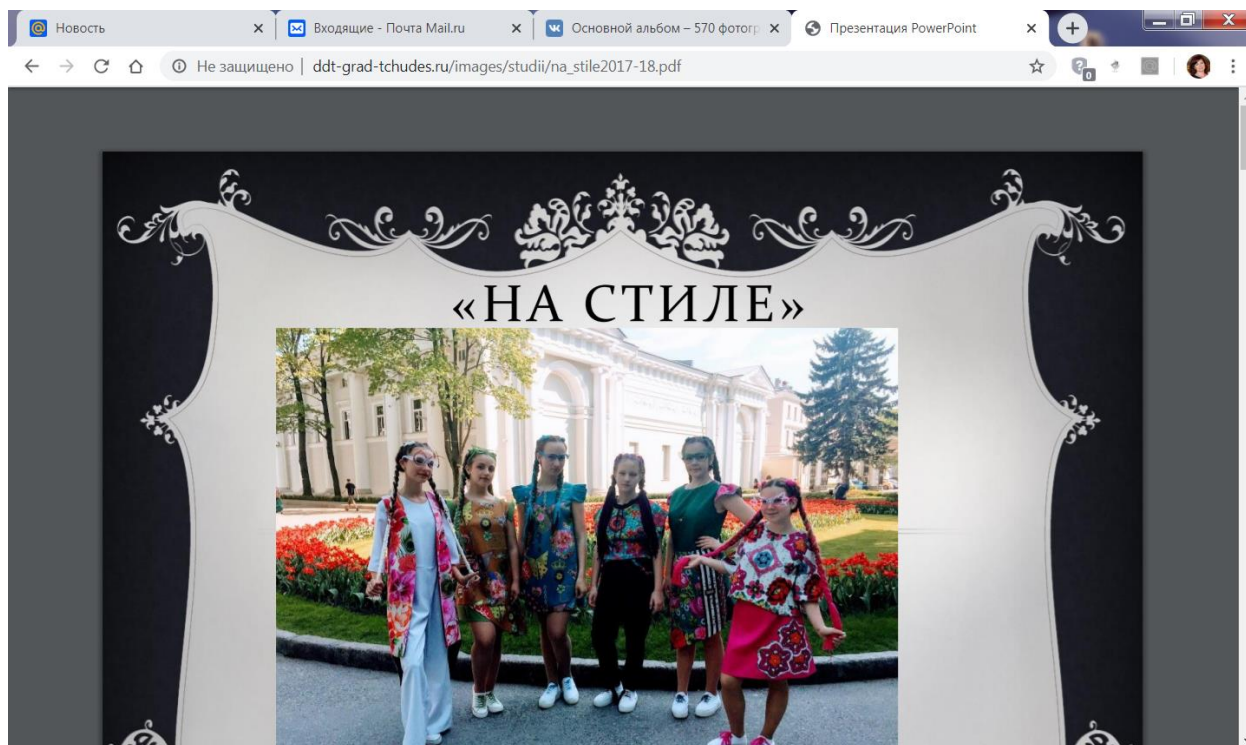 Новость
Входящие - Почта Mail.ru
Основной альбом – 570 фотогр
Презентация PowerPoint
Не защищено | ddt-grad-tchudes.ru/images/studii/na_stile2017-18.pdf
0
«НА СТИЛЕ»